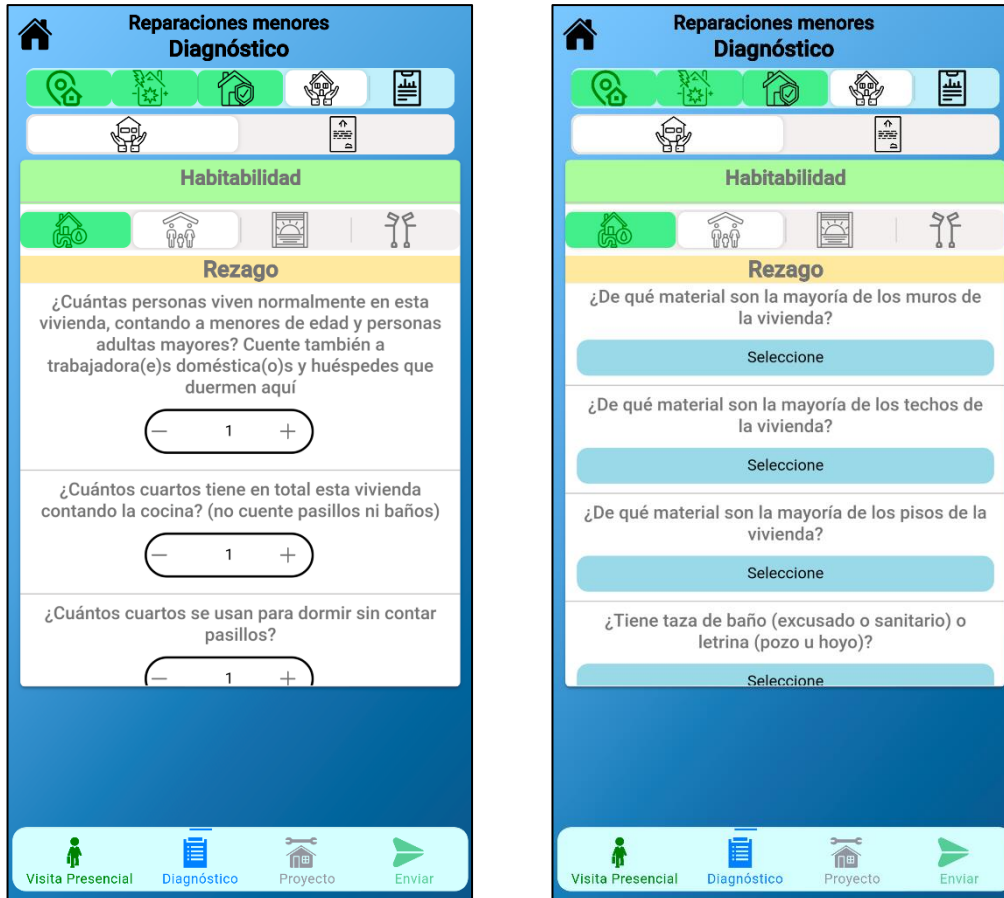 Reparaciones menores
Diagnóstico
Habitabilidad
Rezago
¿Cuántas personas viven normalmente en esta
vivienda, contando a menores de edad y personas
adultas mayores? Cuente también a
trabajadora(e)s doméstica(o)s y huéspedes que
duermen aquí
— 1 +
¿Cuántos cuartos tiene en total esta vivienda
contando la cocina? (no cuente pasillos ni baños)
— 1 +
¿Cuántos cuartos se usan para dormir sin contar
pasillos?
— 1 +
Visita Presencial Diagnóstico Proyecto Enviar
Reparaciones menores
Diagnóstico
Habitabilidad
Rezago
¿De qué material son la mayoría de los muros de
la vivienda?
Seleccione
¿De qué material son la mayoría de los techos de
la vivienda?
Seleccione
¿De qué material son la mayoría de los pisos de la
vivienda?
Seleccione
¿Tiene taza de baño (excusado o sanitario) o
letrina (pozo u hoyo)?
Seleccione
Visita Presencial Diagnóstico Proyecto Enviar